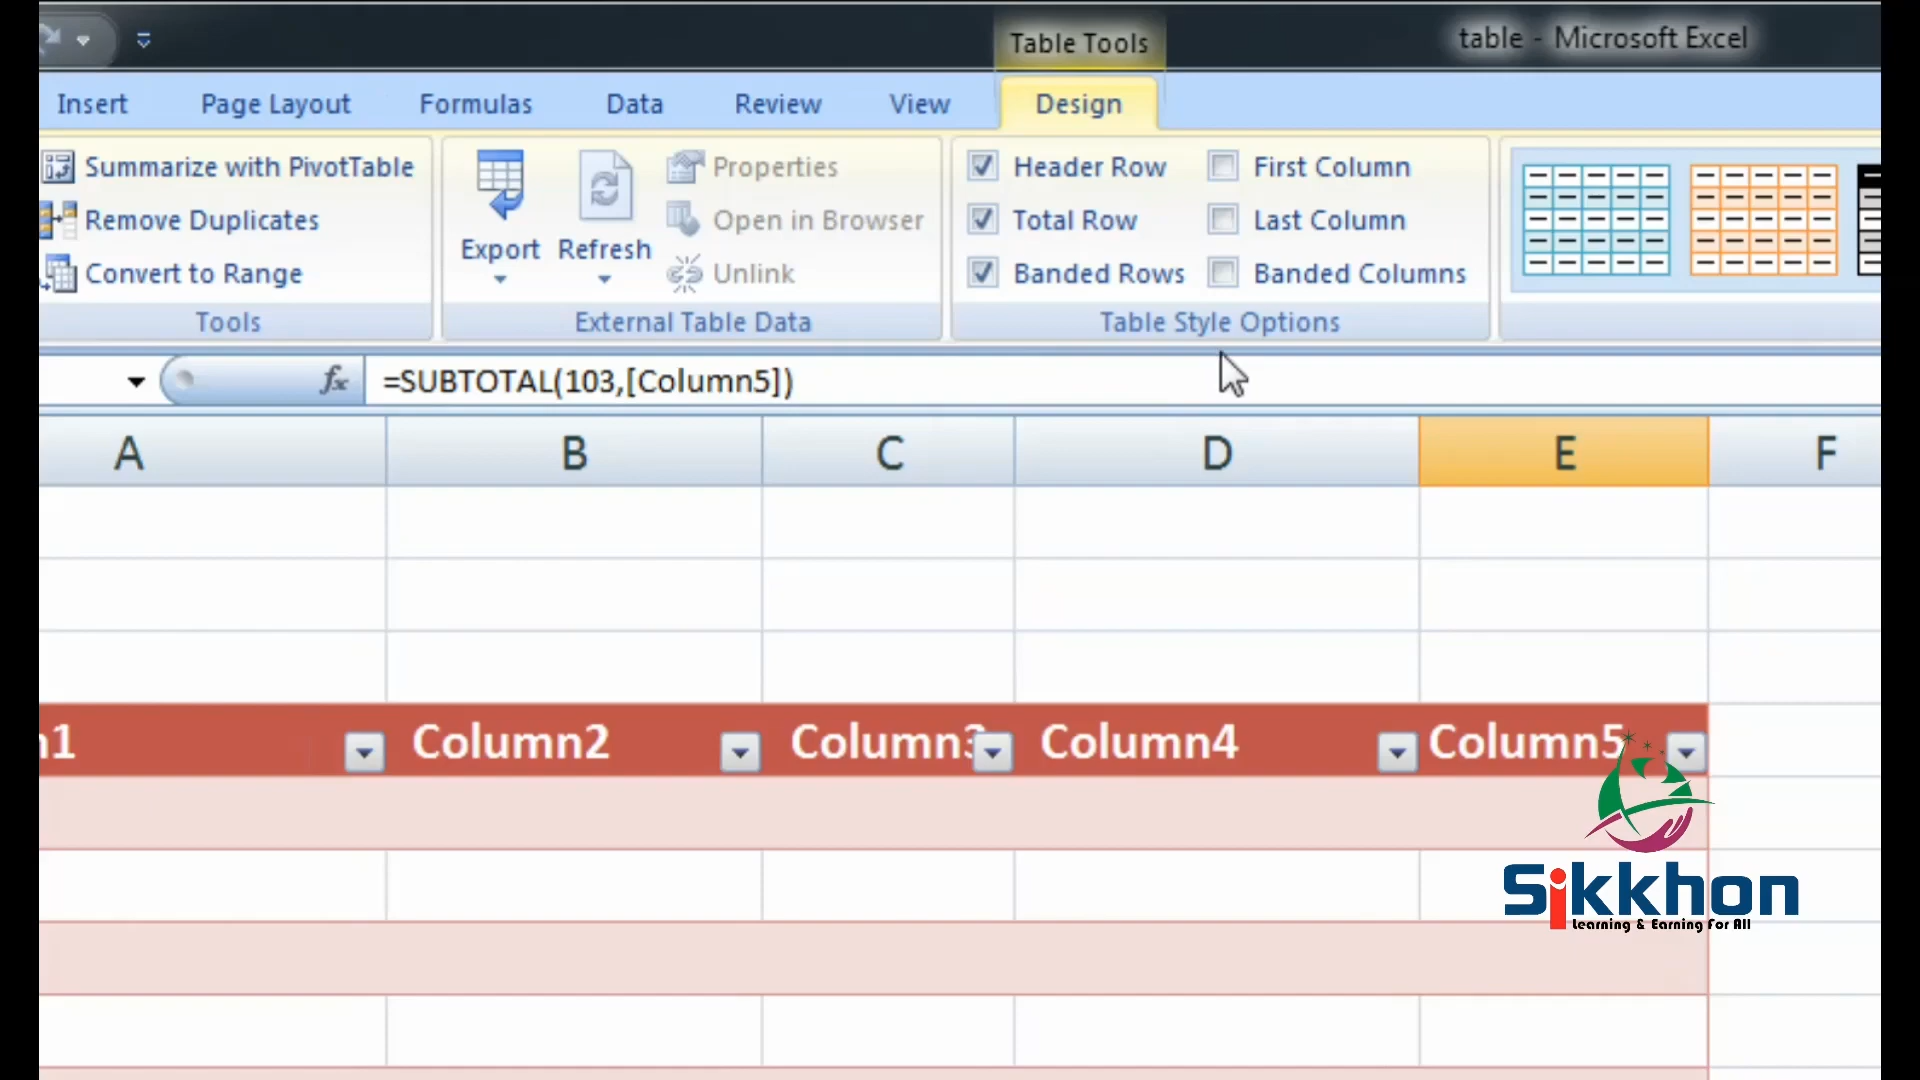 Table Tools
table - Microsoft Excel
Insert Page Layout Formulas Data Review View Design
Summarize with PivotTable
Remove Duplicates
Convert to Range
Tools
Export
Refresh
Properties
Open in Browser
Unlink
External Table Data
Header Row
First Column
Total Row
Last Column
Banded Rows
Banded Columns
Table Style Options
fx =SUBTOTAL(103,[Column5])
A B C D E F
n1 Column2 Column3 Column4 Column5
Sikkhon
Learning & Earning For All